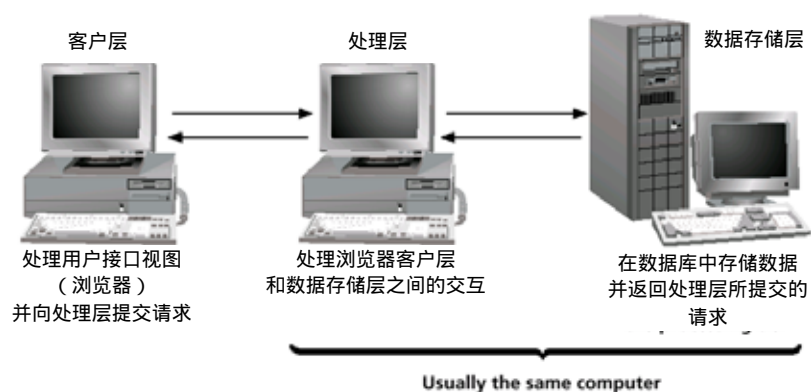 客户层
处理层
数据存储层
处理用户接口视图
（浏览器）
并向处理层提交请求
处理浏览器客户层
和数据存储层之间的交互
在数据库中存储数据
并返回处理层所提交的
请求
Usually the same computer